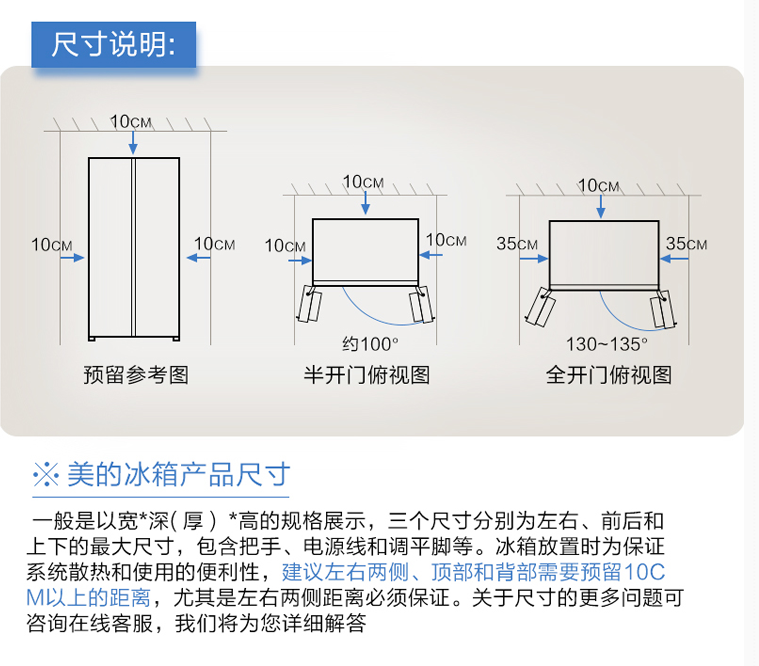 尺寸说明:
10CM
10CM
10CM
预留参考图
10CM
10CM
10CM
约100°
半开门俯视图
10CM
35CM
35CM
130~135°
全开门俯视图
※美的冰箱产品尺寸
一般是以宽*深(厚) *高的规格展示，三个尺寸分别为左右、前后和
上下的最大尺寸，包含把手、电源线和调平脚等。冰箱放置时为保证
系统散热和使用的便利性，建议左右两侧、顶部和背部需要预留10C
M以上的距离，尤其是左右两侧距离必须保证。关于尺寸的更多问题可
咨询在线客服，我们将为您详细解答